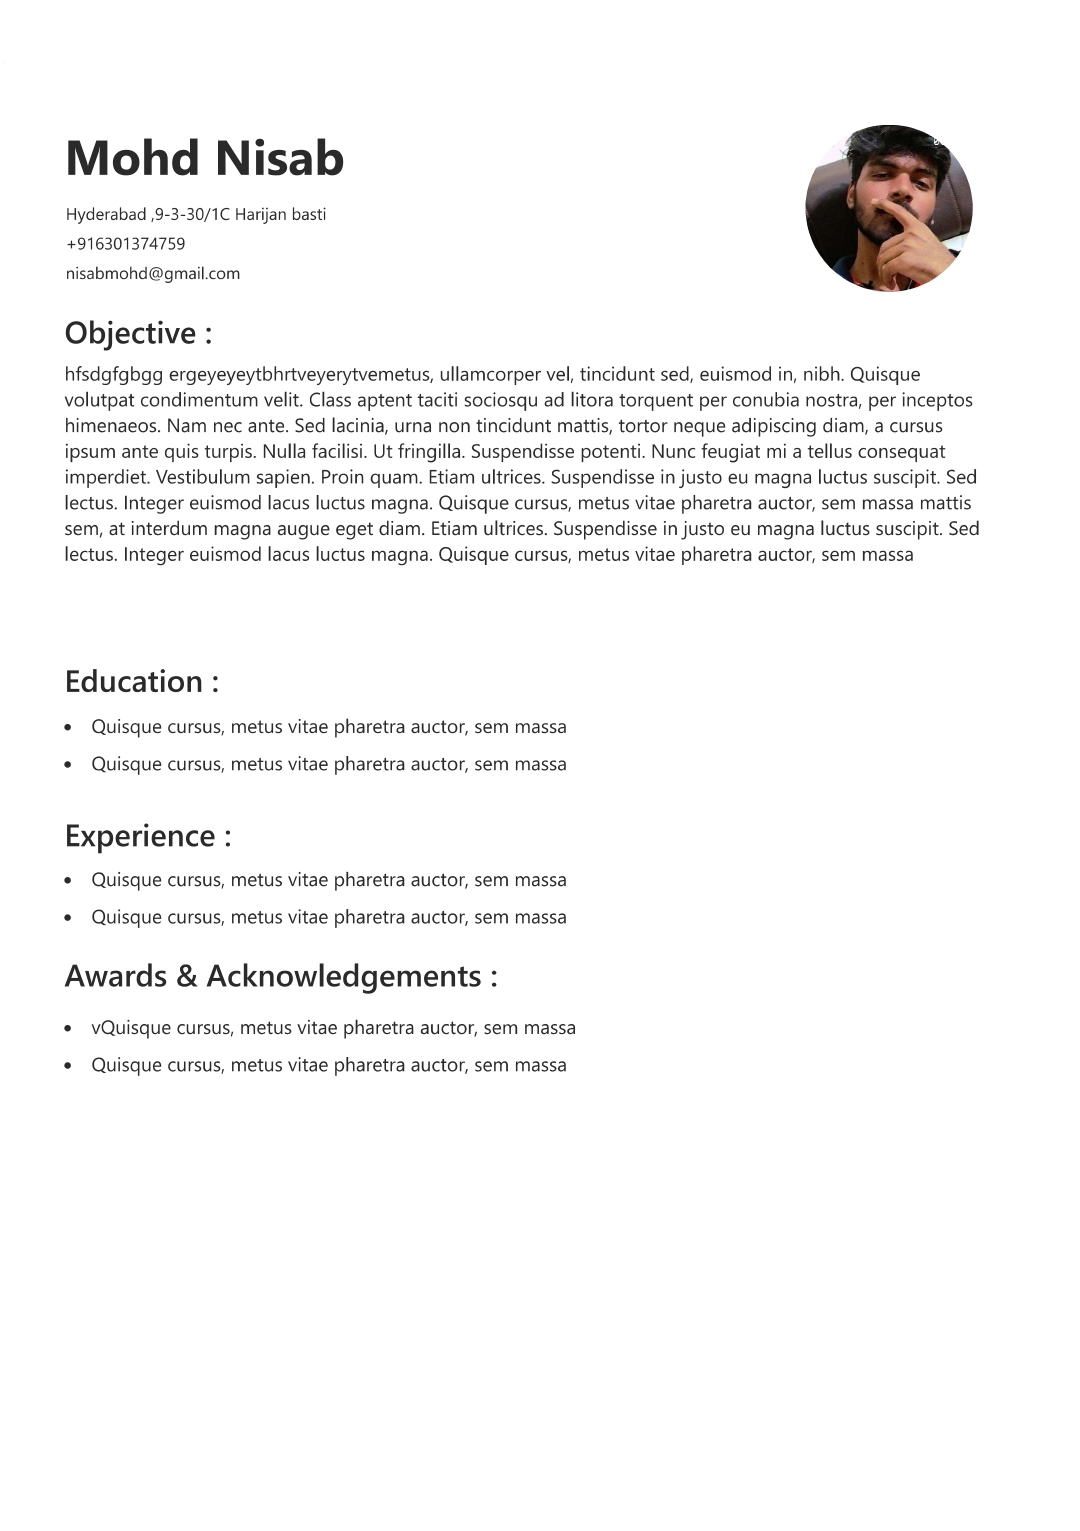 Mohd Nisab
Hyderabad ,9-3-30/1C Harijan basti
+916301374759
nisabmohd@gmail.com
Objective :
hfsdgfgbgg ergeyeyeytbhrtveyerytvemetus, ullamcorper vel, tincidunt sed, euismod in, nibh. Quisque
volutpat condimentum velit. Class aptent taciti sociosqu ad litora torquent per conubia nostra, per inceptos
himenaeos. Nam nec ante. Sed lacinia, urna non tincidunt mattis, tortor neque adipiscing diam, a cursus
ipsum ante quis turpis. Nulla facilisi. Ut fringilla. Suspendisse potenti. Nunc feugiat mi a tellus consequat
imperdiet. Vestibulum sapien. Proin quam. Etiam ultrices. Suspendisse in justo eu magna luctus suscipit. Sed
lectus. Integer euismod lacus luctus magna. Quisque cursus, metus vitae pharetra auctor, sem massa mattis
sem, at interdum magna augue eget diam. Etiam ultrices. Suspendisse in justo eu magna luctus suscipit. Sed
lectus. Integer euismod lacus luctus magna. Quisque cursus, metus vitae pharetra auctor, sem massa
Education :
• Quisque cursus, metus vitae pharetra auctor, sem massa
• Quisque cursus, metus vitae pharetra auctor, sem massa
Experience :
• Quisque cursus, metus vitae pharetra auctor, sem massa
• Quisque cursus, metus vitae pharetra auctor, sem massa
Awards & Acknowledgements :
• vQuisque cursus, metus vitae pharetra auctor, sem massa
• Quisque cursus, metus vitae pharetra auctor, sem massa